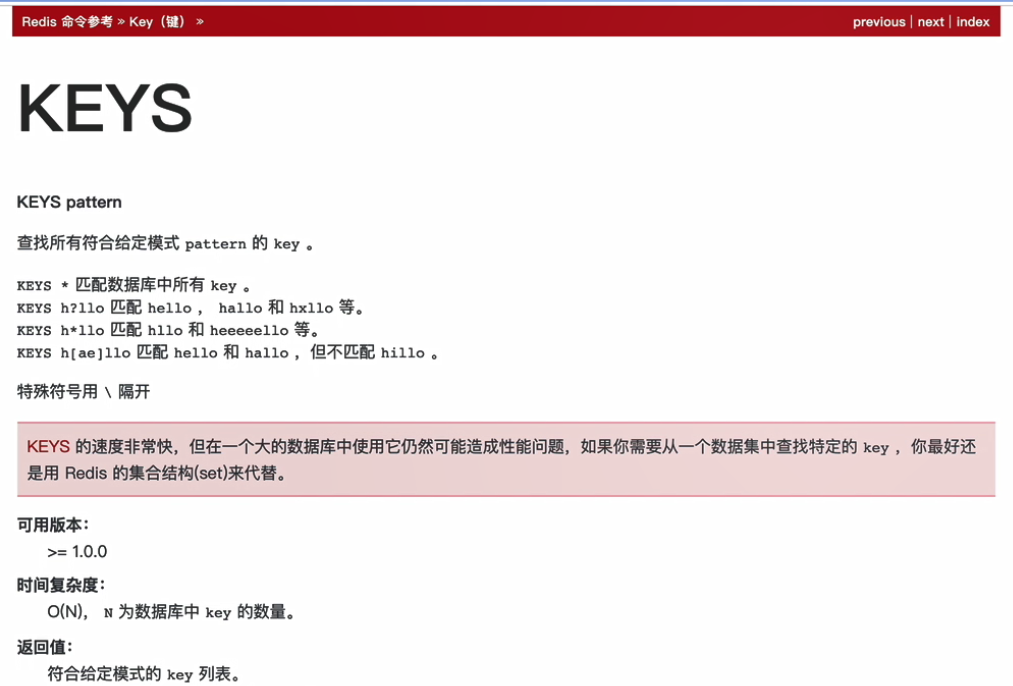 Redis 命令参考 » Key（键） »
previous | next | index
KEYS
KEYS pattern
查找所有符合给定模式 pattern 的 key 。
KEYS * 匹配数据库中所有 key 。
KEYS h?llo 匹配 hello ， hallo 和 hxllo 等。
KEYS h*llo 匹配 hllo 和 heeeeello 等。
KEYS h[ae]llo 匹配 hello 和 hallo ，但不匹配 hillo 。
特殊符号用 \ 隔开
KEYS 的速度非常快，但在一个大的数据库中使用它仍然可能造成性能问题，如果你需要从一个数据集中查找特定的 key ，你最好还
是用 Redis 的集合结构(set)来代替。
可用版本：
>= 1.0.0
时间复杂度：
O(N)， N 为数据库中 key 的数量。
返回值：
符合给定模式的 key 列表。